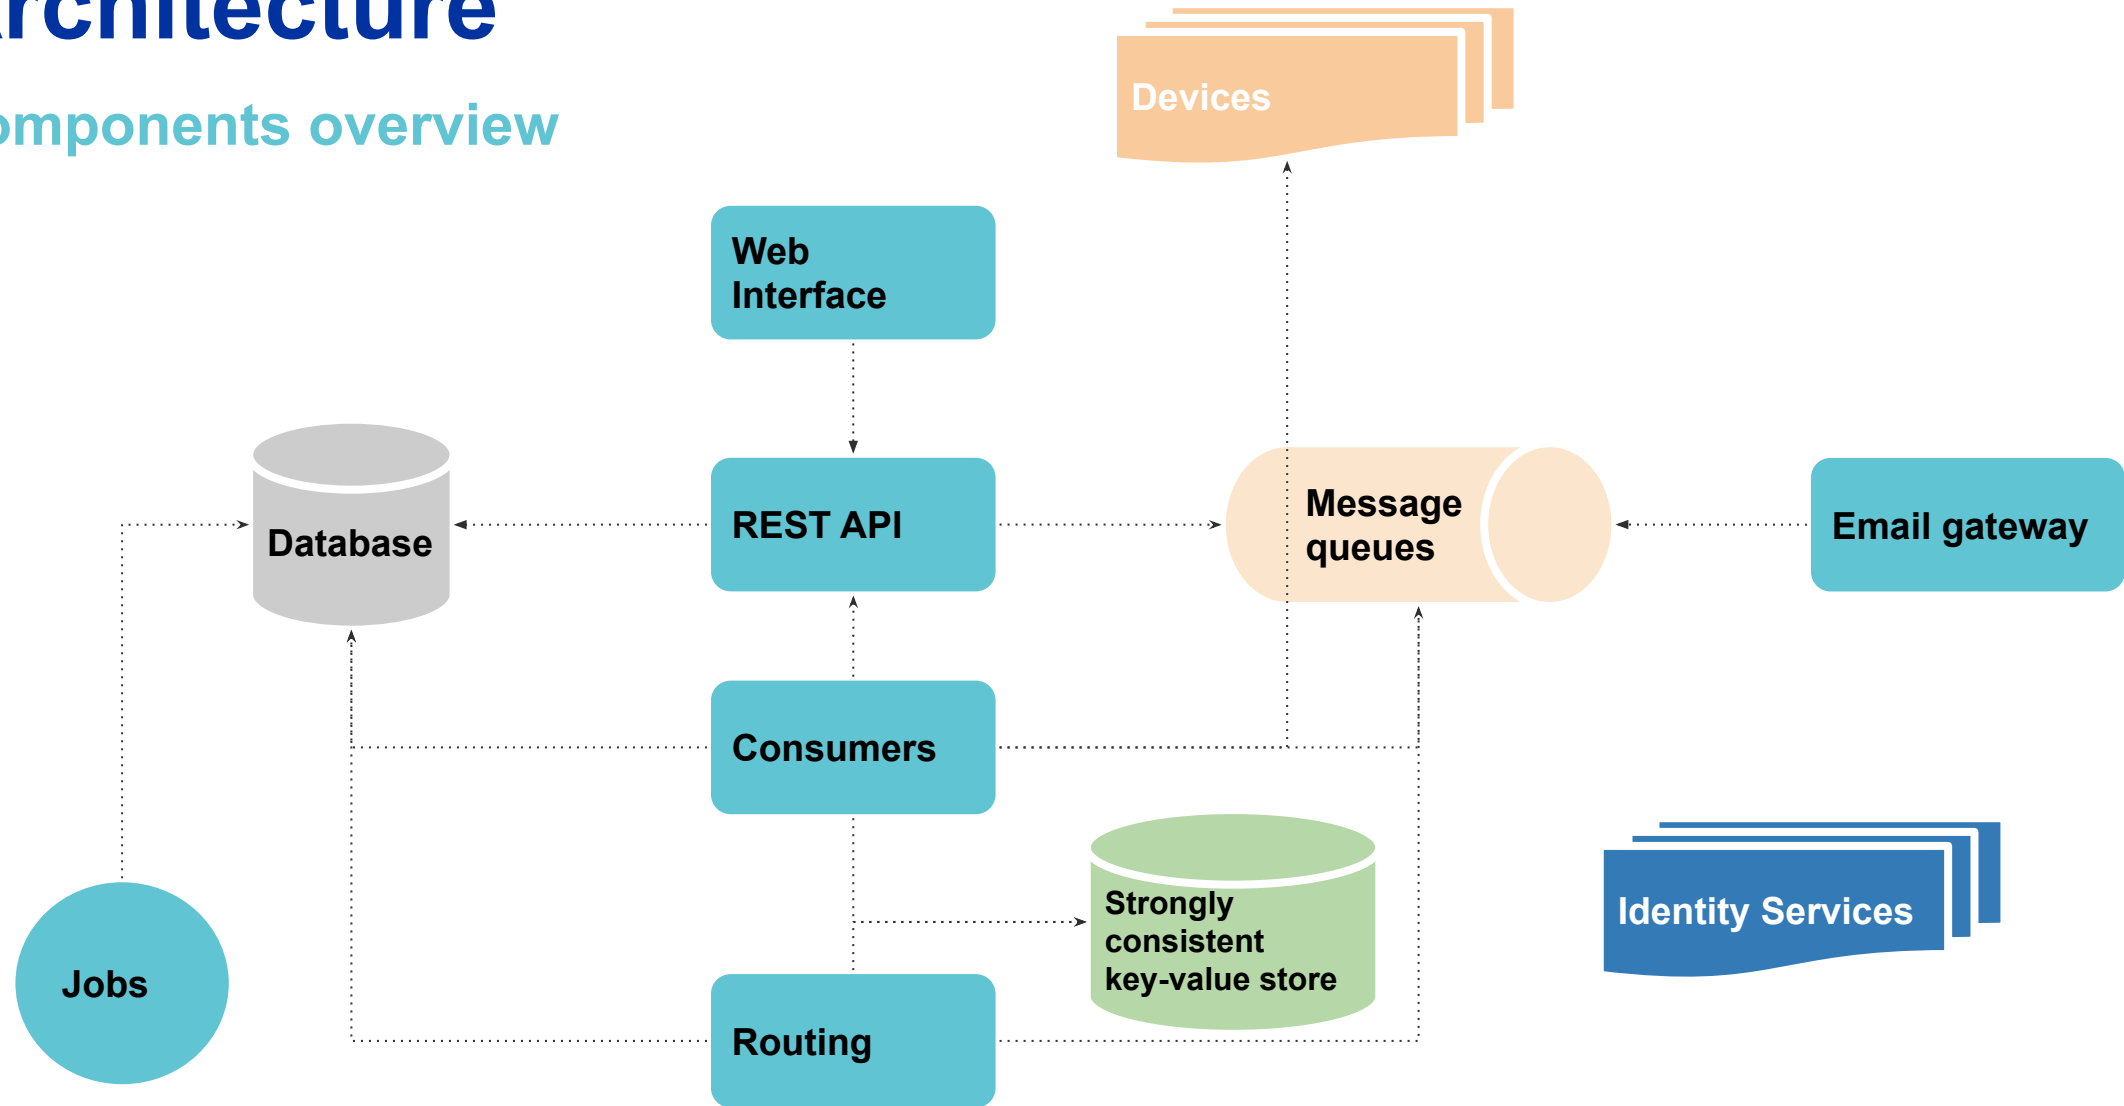 rchitecture
omponents overview
Devices
Web
Interface
Database
REST API
Message
queues
Email gateway
Consumers
Strongly
consistent
key-value store
Identity Services
Jobs
Routing